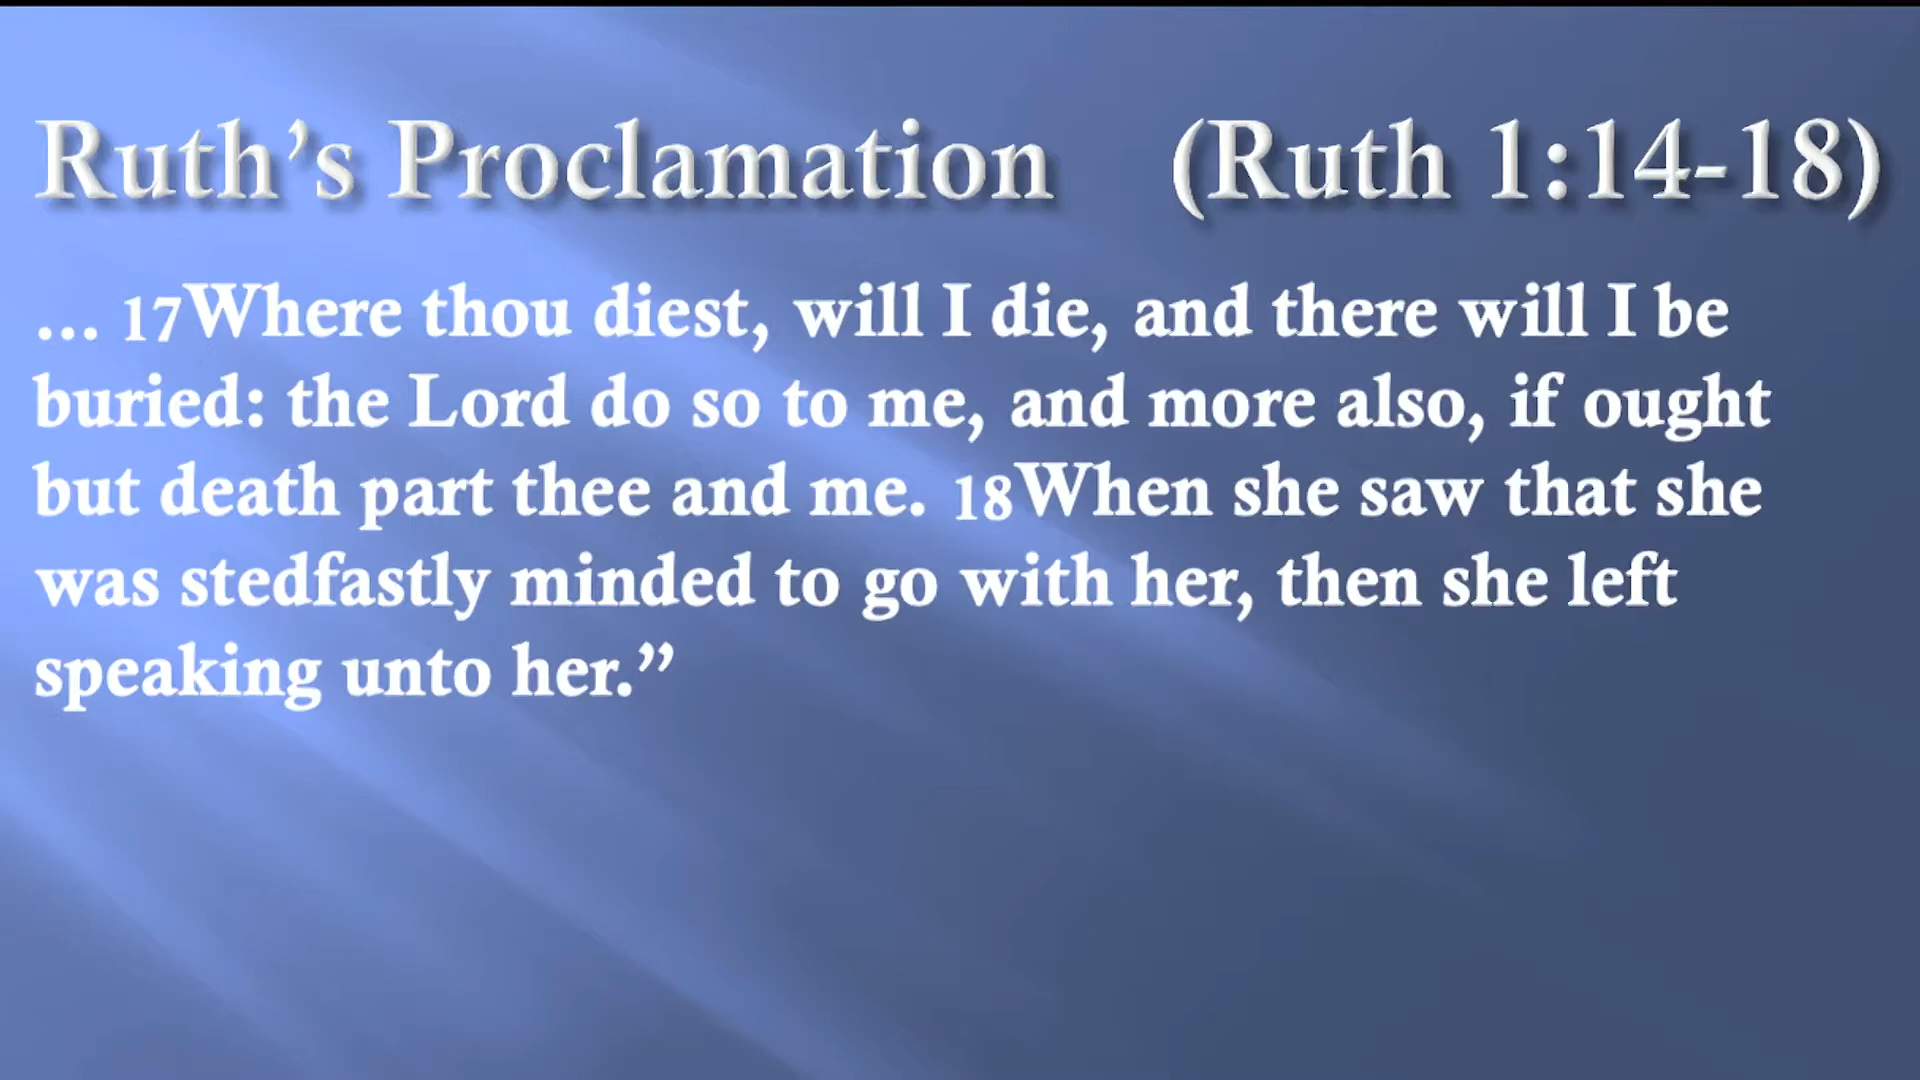 Ruth’s Proclamation (Ruth 1:14-18)
… 17Where thou diest, will I die, and there will I be
buried: the Lord do so to me, and more also, if ought
but death part thee and me. 18When she saw that she
was stedfastly minded to go with her, then she left
speaking unto her.”